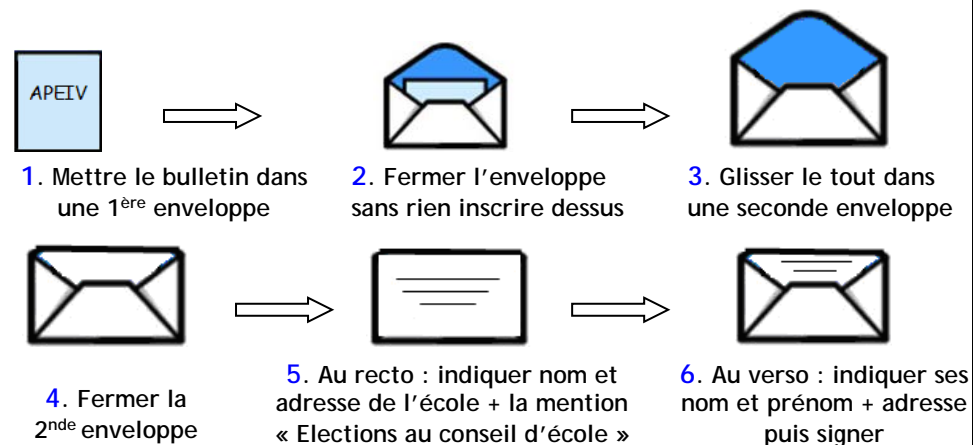 APEIV
1. Mettre le bulletin dans
une 1ère enveloppe
2. Fermer l'enveloppe
sans rien inscrire dessus
3. Glisser le tout dans
une seconde enveloppe
4. Fermer la
2nde enveloppe
5. Au recto : indiquer nom et
adresse de l'école + la mention
« Elections au conseil d'école »
6. Au verso : indiquer ses
nom et prénom + adresse
puis signer